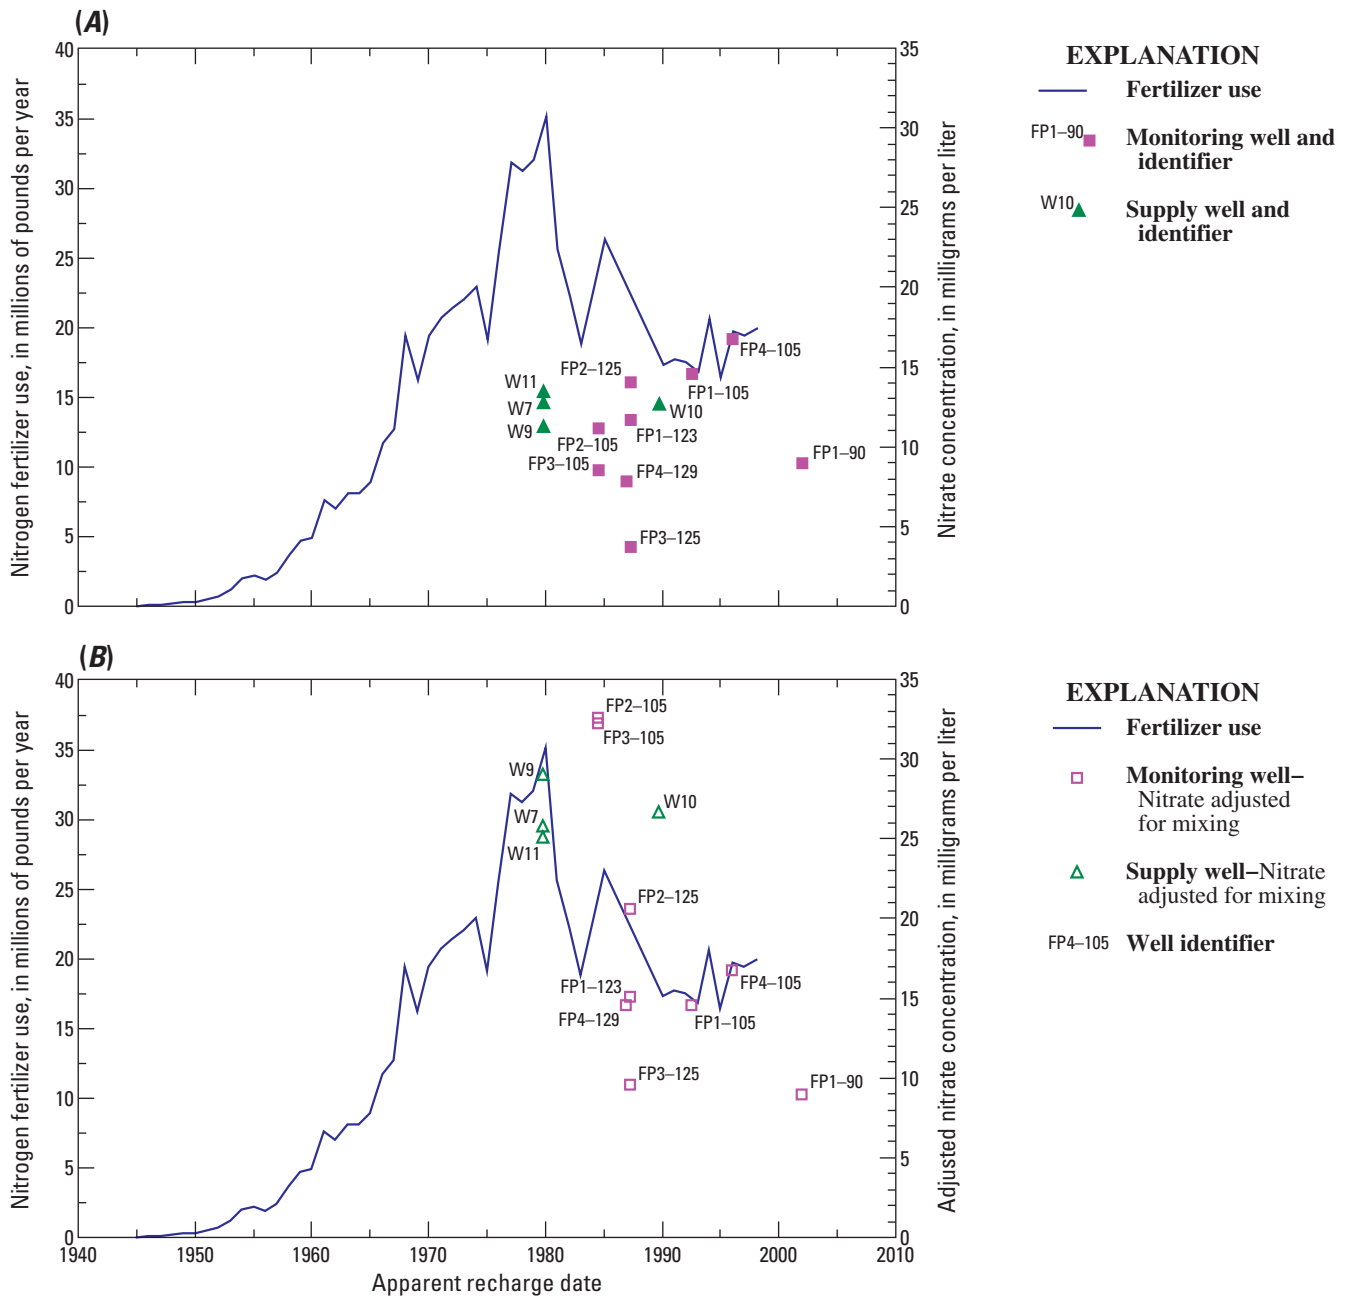 (A)
40
35
30
25
20
15
10
5
0
Nitrogen fertilizer use, in millions of pounds per year
1940
1950
1960
1970
1980
1990
2000
2010
35
30
25
20
15
10
5
0
Nitrate concentration, in milligrams per liter
W11
W7
W9
FP2–125
FP2–105
FP3–105
FP1–123
FP4–129
FP3–125
W10
FP1–105
FP4–105
FP1–90
EXPLANATION
Fertilizer use
FP1–90
Monitoring well and
identifier
W10
Supply well and
identifier
(B)
40
35
30
25
20
15
10
5
0
Nitrogen fertilizer use, in millions of pounds per year
1940
1950
1960
1970
1980
1990
2000
2010
Apparent recharge date
35
30
25
20
15
10
5
0
Adjusted nitrate concentration, in milligrams per liter
FP2–105
FP3–105
W9
W7
W11
W10
FP2–125
FP1–123
FP4–129
FP4–105
FP1–105
FP3–125
FP1–90
EXPLANATION
Fertilizer use
Monitoring well–
Nitrate adjusted
for mixing
Supply well–Nitrate
adjusted for mixing
FP4–105 Well identifier